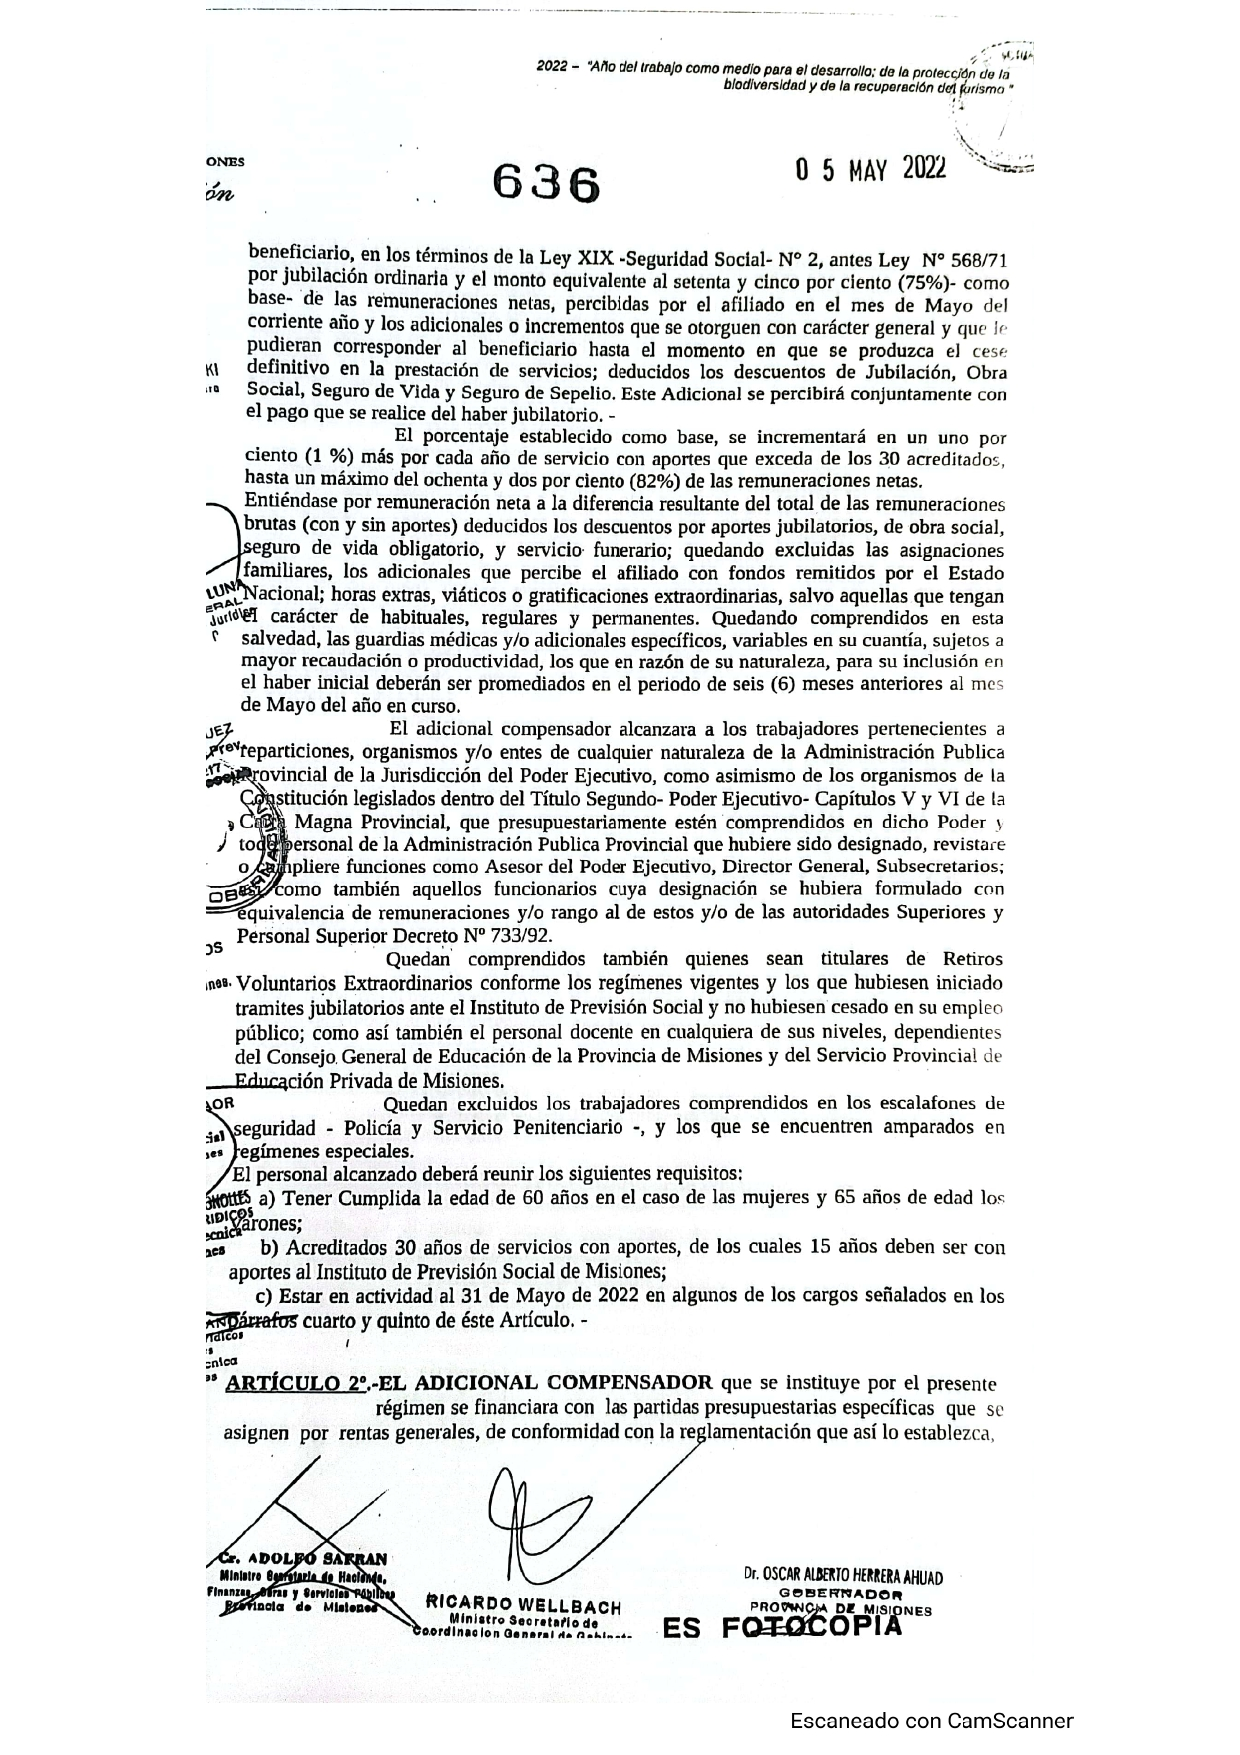 2022 – "Año del trabajo como medio para el desarrollo; de la protección de la
biodiversidad y de la recuperación del turismo"
ONES
ón
636
0 5 MAY 2022
beneficiario, en los términos de la Ley XIX -Seguridad Social- Nº 2, antes Ley Nº 568/71
por jubilación ordinaria y el monto equivalente al setenta y cinco por ciento (75%)- como
base- de las remuneraciones netas, percibidas por el afiliado en el mes de Mayo del
corriente año y los adicionales o incrementos que se otorguen con carácter general y que le
pudieran corresponder al beneficiario hasta el momento en que se produzca el cese
definitivo en la prestación de servicios; deducidos los descuentos de Jubilación, Obra
Social, Seguro de Vida y Seguro de Sepelio. Este Adicional se percibirá conjuntamente con
el pago que se realice del haber jubilatorio. -
El porcentaje establecido como base, se incrementará en un uno por
ciento (1 %) más por cada año de servicio con aportes que exceda de los 30 acreditados,
hasta un máximo del ochenta y dos por ciento (82%) de las remuneraciones netas.
Entiéndase por remuneración neta a la diferencia resultante del total de las remuneraciones
brutas (con y sin aportes) deducidos los descuentos por aportes jubilatorios, de obra social,
seguro de vida obligatorio, y servicio funerario; quedando excluidas las asignaciones
familiares, los adicionales que percibe el afiliado con fondos remitidos por el Estado
Nacional; horas extras, viáticos o gratificaciones extraordinarias, salvo aquellas que tengan
el carácter de habituales, regulares y permanentes. Quedando comprendidos en esta
salvedad, las guardias médicas y/o adicionales específicos, variables en su cuantía, sujetos a
mayor recaudación o productividad, los que en razón de su naturaleza, para su inclusión en
el haber inicial deberán ser promediados en el periodo de seis (6) meses anteriores al mes
de Mayo del año en curso.
El adicional compensador alcanzara a los trabajadores pertenecientes a
reparticiones, organismos y/o entes de cualquier naturaleza de la Administración Publica
Provincial de la Jurisdicción del Poder Ejecutivo, como asimismo de los organismos de la
Constitución legislados dentro del Título Segundo- Poder Ejecutivo- Capítulos V y VI de la
Carta Magna Provincial, que presupuestariamente estén comprendidos en dicho Poder y
todo personal de la Administración Publica Provincial que hubiere sido designado, revistare
o cumpliere funciones como Asesor del Poder Ejecutivo, Director General, Subsecretarios;
así como también aquellos funcionarios cuya designación se hubiera formulado con
equivalencia de remuneraciones y/o rango al de estos y/o de las autoridades Superiores y
Personal Superior Decreto Nº 733/92.
Quedan comprendidos también quienes sean titulares de Retiros
Voluntarios Extraordinarios conforme los regímenes vigentes y los que hubiesen iniciado
tramites jubilatorios ante el Instituto de Previsión Social y no hubiesen cesado en su empleo
público; como así también el personal docente en cualquiera de sus niveles, dependientes
del Consejo General de Educación de la Provincia de Misiones y del Servicio Provincial de
Educación Privada de Misiones.
Quedan excluidos los trabajadores comprendidos en los escalafones de
seguridad - Policía y Servicio Penitenciario -, y los que se encuentren amparados en
regímenes especiales.
El personal alcanzado deberá reunir los siguientes requisitos:
a) Tener Cumplida la edad de 60 años en el caso de las mujeres y 65 años de edad los
varones;
b) Acreditados 30 años de servicios con aportes, de los cuales 15 años deben ser con
aportes al Instituto de Previsión Social de Misiones;
c) Estar en actividad al 31 de Mayo de 2022 en algunos de los cargos señalados en los
párrafos cuarto y quinto de éste Artículo. -
ARTÍCULO 2º.-EL ADICIONAL COMPENSADOR que se instituye por el presente
régimen se financiara con las partidas presupuestarias específicas que se
asignen por rentas generales, de conformidad con la reglamentación que así lo establezca,
Cr. ADOLFO SAFRAN
Ministro Secretario de Hacienda,
Finanzas, Obras y Servicios Públicos
Provincia de Misiones
RICARDO WELLBACH
Ministro Secretario de
Coordinacion General de Gabinete
Dr. OSCAR ALBERTO HERRERA AHUAD
GOBERNADOR
PROVINCIA DE MISIONES
ES FOTOCOPIA
Escaneado con CamScanner